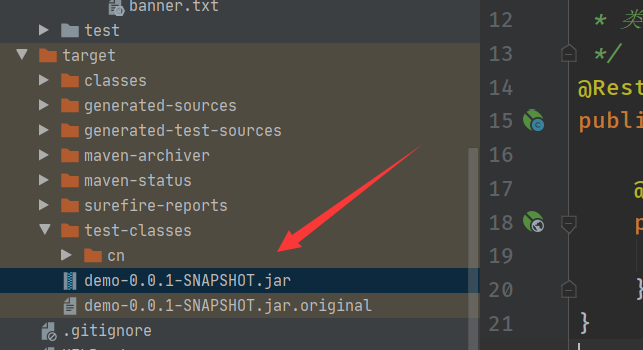 banner.txt
test
target
classes
generated-sources
generated-test-sources
maven-archiver
maven-status
surefire-reports
test-classes
cn
demo-0.0.1-SNAPSHOT.jar
demo-0.0.1-SNAPSHOT.jar.original
.gitignore
12 * 类
13 */
14 @Rest
15 publi
16
17 @
18 p
19
20 }
21 }